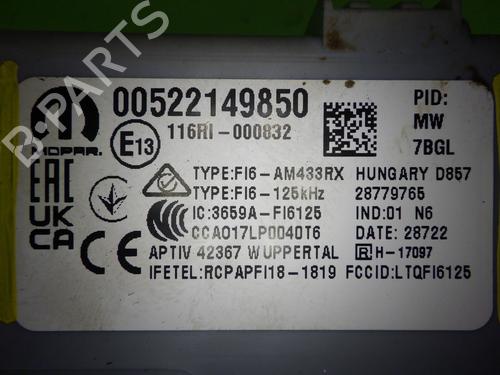 B-PARTS
00522149850
PID:
116RI-000832
MW
7BGL
MOPAR.
E13
TYPE:FI6-AM433RX HUNGARY D857
TYPE:FI6-125kHz 28779765
EAC
IC:3659A-FI6125 IND:01 N6
UK CA
CCAO17LP0040T6 DATE: 28722
CE
APTIV 42367 WUPPERTAL R H-17097
IFETEL:RCPAPFI18-1819 FCCID:LTQFI6125